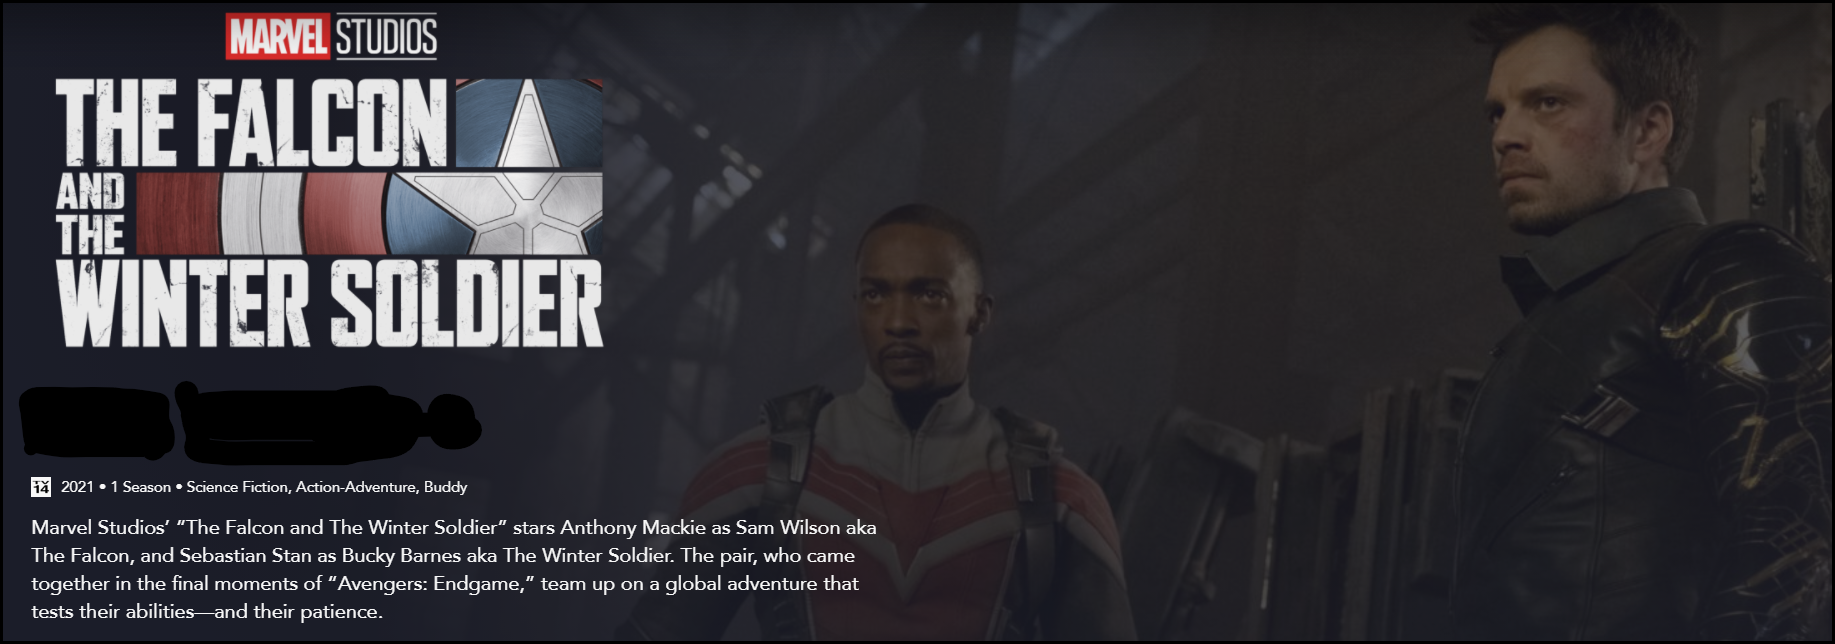 MARVEL STUDIOS
THE FALCON
AND
THE
WINTER SOLDIER
TV
14 2021 • 1 Season • Science Fiction, Action-Adventure, Buddy
Marvel Studios’ “The Falcon and The Winter Soldier” stars Anthony Mackie as Sam Wilson aka
The Falcon, and Sebastian Stan as Bucky Barnes aka The Winter Soldier. The pair, who came
together in the final moments of “Avengers: Endgame,” team up on a global adventure that
tests their abilities—and their patience.